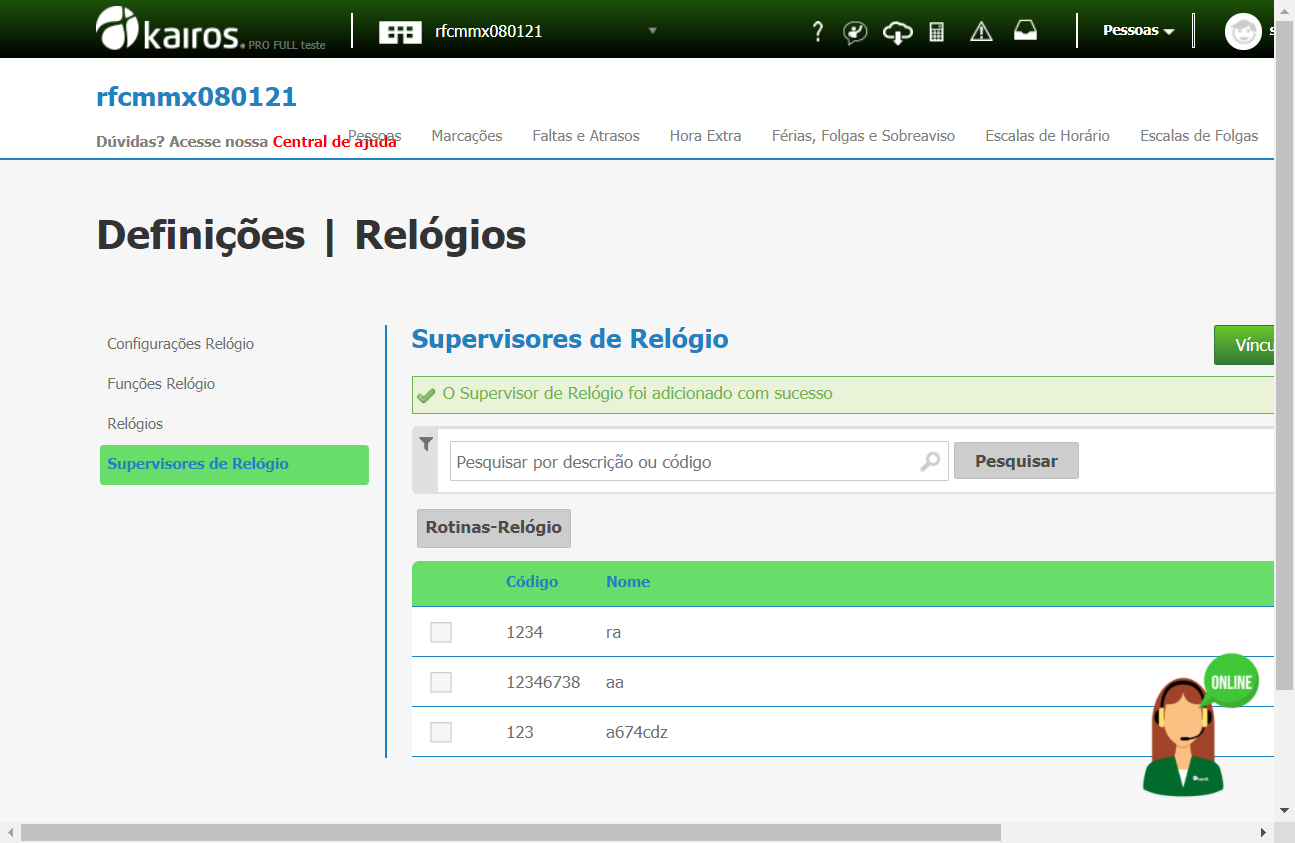 kairos. PRO FULL teste
rfcmmx080121
?
Pessoas
s
rfcmmx080121
Dúvidas? Acesse nossa Central de ajuda
Pessoas Marcações Faltas e Atrasos Hora Extra Férias, Folgas e Sobreaviso Escalas de Horário Escalas de Folgas
Definições | Relógios
Configurações Relógio
Funções Relógio
Relógios
Supervisores de Relógio
Supervisores de Relógio
Víncu
O Supervisor de Relógio foi adicionado com sucesso
Pesquisar por descrição ou código
Pesquisar
Rotinas-Relógio
Código Nome
1234 ra
12346738 aa
123 a674cdz
ONLINE